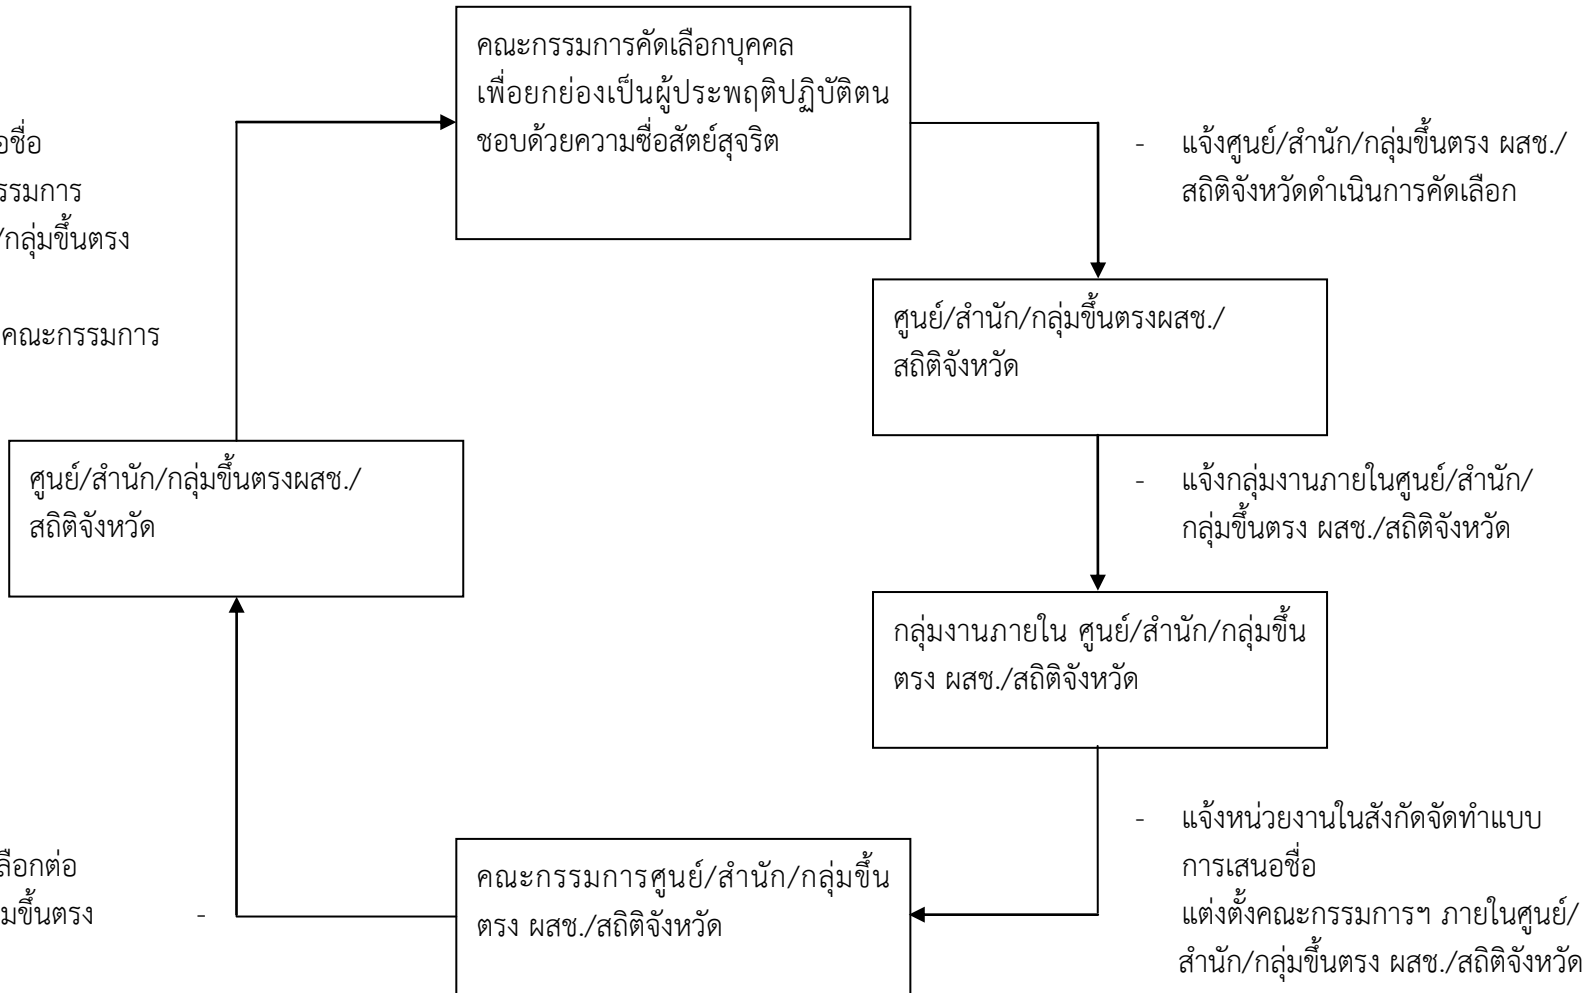 คณะกรรมการคัดเลือกบุคคล
เพื่อยกย่องเป็นผู้ประพฤติปฏิบัติตน
ชอบด้วยความซื่อสัตย์สุจริต
- แจ้งศูนย์/สำนัก/กลุ่มขึ้นตรง ผสช./
สถิติจังหวัดดำเนินการคัดเลือก
ศูนย์/สำนัก/กลุ่มขึ้นตรงผสช./
สถิติจังหวัด
- แจ้งกลุ่มงานภายในศูนย์/สำนัก/
กลุ่มขึ้นตรง ผสช./สถิติจังหวัด
กลุ่มงานภายใน ศูนย์/สำนัก/กลุ่มขึ้น
ตรง ผสช./สถิติจังหวัด
- แจ้งหน่วยงานในสังกัดจัดทำแบบ
การเสนอชื่อ
แต่งตั้งคณะกรรมการฯ ภายในศูนย์/
สำนัก/กลุ่มขึ้นตรง ผสช./สถิติจังหวัด
คณะกรรมการศูนย์/สำนัก/กลุ่มขึ้น
ตรง ผสช./สถิติจังหวัด
-
ลือกต่อ
มขึ้นตรง
ศูนย์/สำนัก/กลุ่มขึ้นตรงผสช./
สถิติจังหวัด
อชื่อ
รรมการ
/กลุ่มขึ้นตรง
คณะกรรมการ